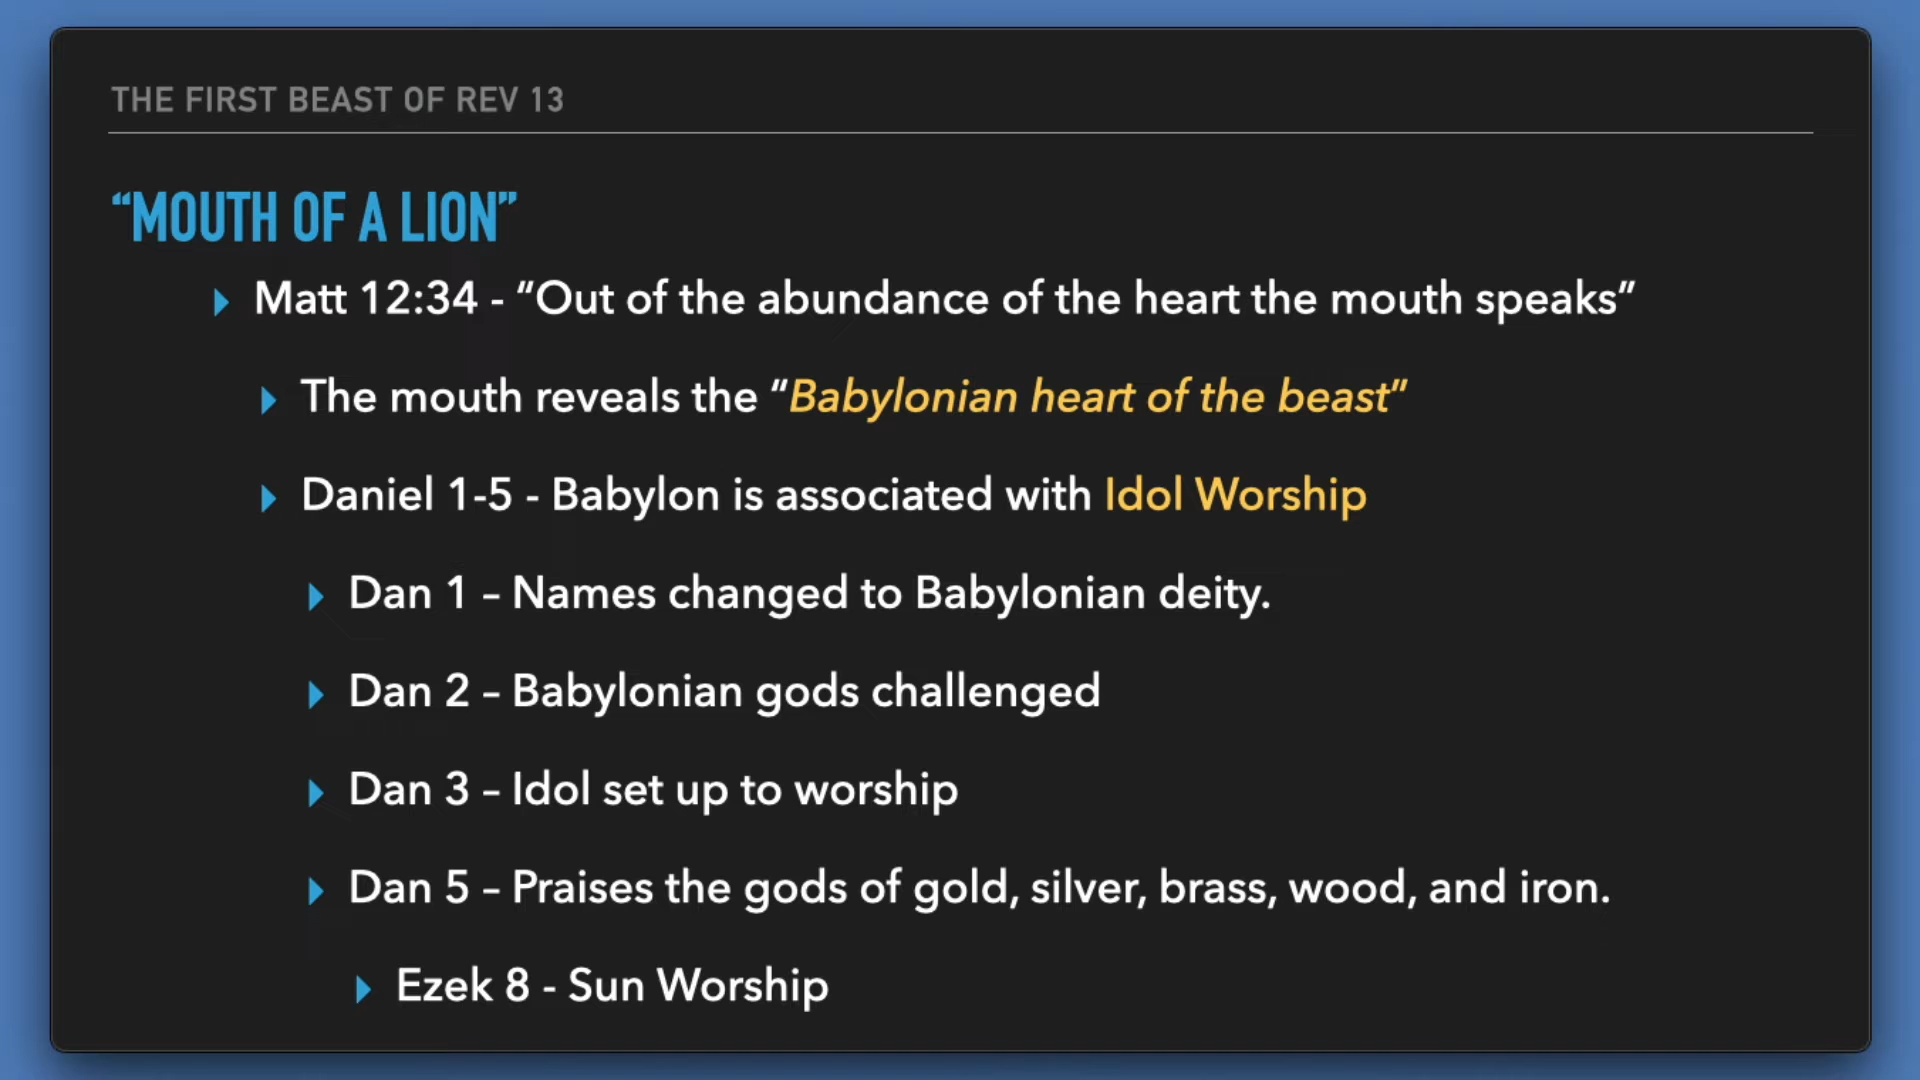 THE FIRST BEAST OF REV 13
“MOUTH OF A LION”
Matt 12:34 - “Out of the abundance of the heart the mouth speaks”
The mouth reveals the “Babylonian heart of the beast”
Daniel 1-5 - Babylon is associated with Idol Worship
Dan 1 – Names changed to Babylonian deity.
Dan 2 – Babylonian gods challenged
Dan 3 – Idol set up to worship
Dan 5 – Praises the gods of gold, silver, brass, wood, and iron.
Ezek 8 - Sun Worship